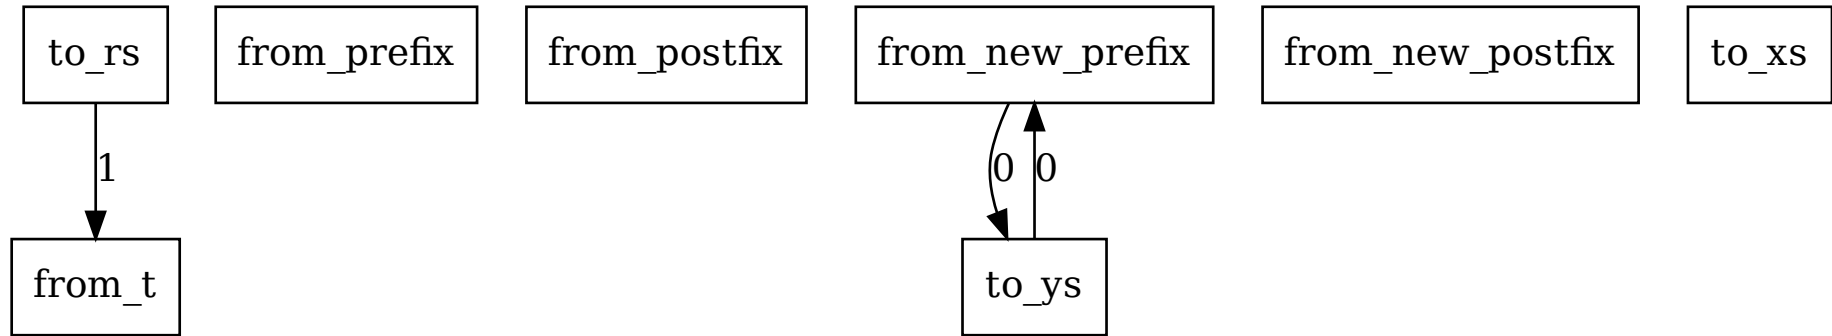 to_rs
from_prefix
from_postfix
from_new_prefix
from_new_postfix
to_xs
1
0
0
from_t
to_ys